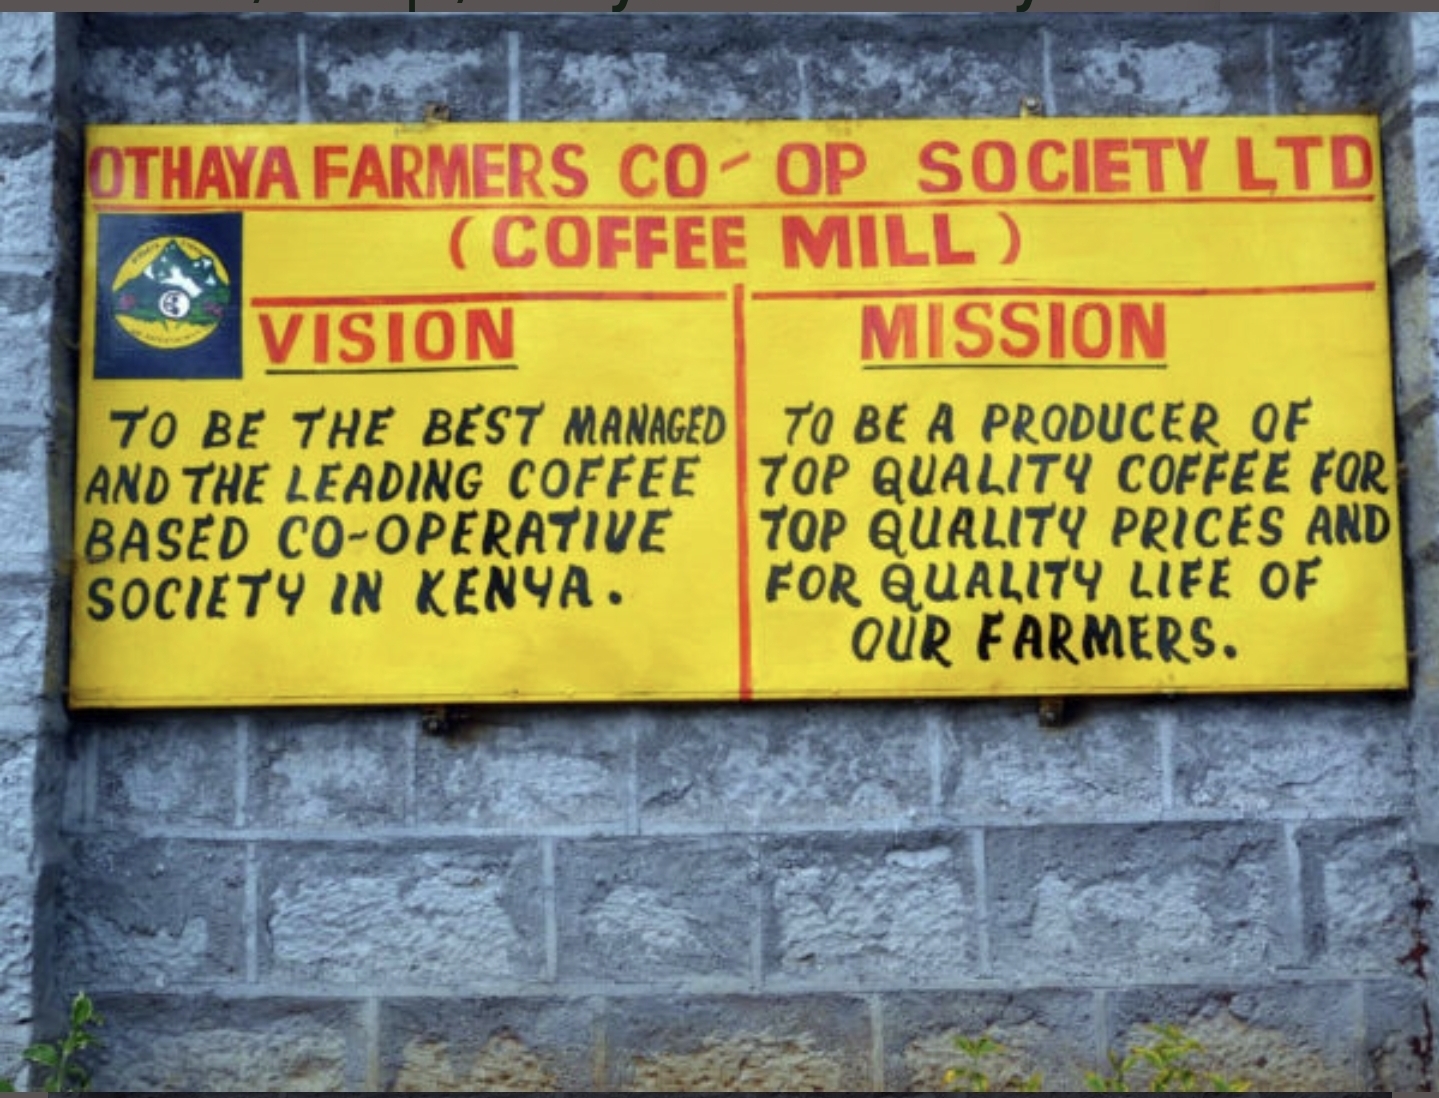 OTHAYA FARMERS CO-OP SOCIETY LTD
(COFFEE MILL)
VISION
TO BE THE BEST MANAGED
AND THE LEADING COFFEE
BASED CO-OPERATIVE
SOCIETY IN KENYA.
MISSION
TO BE A PRODUCER OF
TOP QUALITY COFFEE FOR
TOP QUALITY PRICES AND
FOR QUALITY LIFE OF
OUR FARMERS.